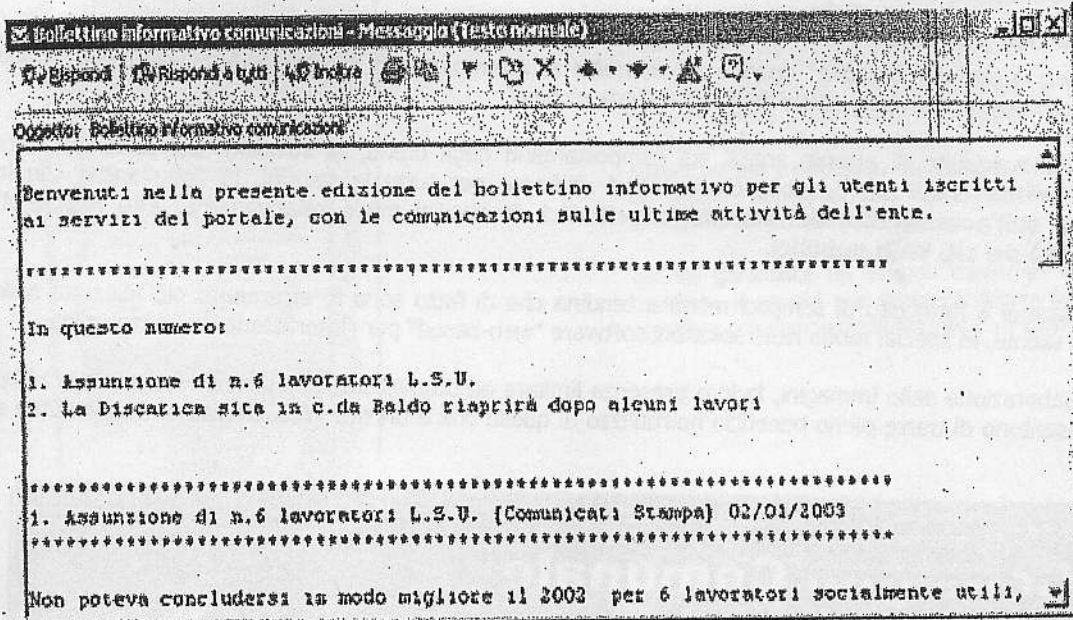 Bollettino informativo comunicazioni - Messaggio (Testo normale)
Rispondi Rispondi a tutti Inoltra
Oggetto: Bollettino informativo comunicazioni
Benvenuti nella presente edizione del bollettino informativo per gli utenti iscritti
ai servizi del portale, con le comunicazioni sulle ultime attività dell'ente.
In questo numero:
1. Assunzione di n.6 lavoratori L.S.U.
2. La Discarica sita in c.da Baldo riaprirà dopo alcuni lavori
1. Assunzione di n.6 lavoratori L.S.U. [Comunicati Stampa] 02/01/2003
Non poteva concludersi in modo migliore il 2002 per 6 lavoratori socialmente utili,